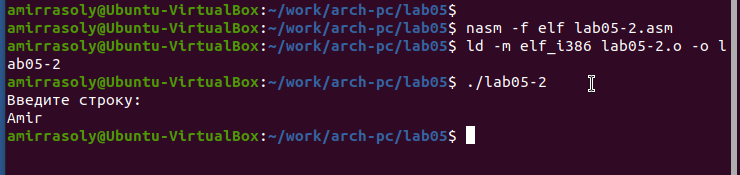 amirrasoly@Ubuntu-VirtualBox:~/work/arch-pc/lab05$
amirrasoly@Ubuntu-VirtualBox:~/work/arch-pc/lab05$ nasm -f elf lab05-2.asm
amirrasoly@Ubuntu-VirtualBox:~/work/arch-pc/lab05$ ld -m elf_i386 lab05-2.o -o l
ab05-2
amirrasoly@Ubuntu-VirtualBox:~/work/arch-pc/lab05$ ./lab05-2
Введите строку:
Amir
amirrasoly@Ubuntu-VirtualBox:~/work/arch-pc/lab05$